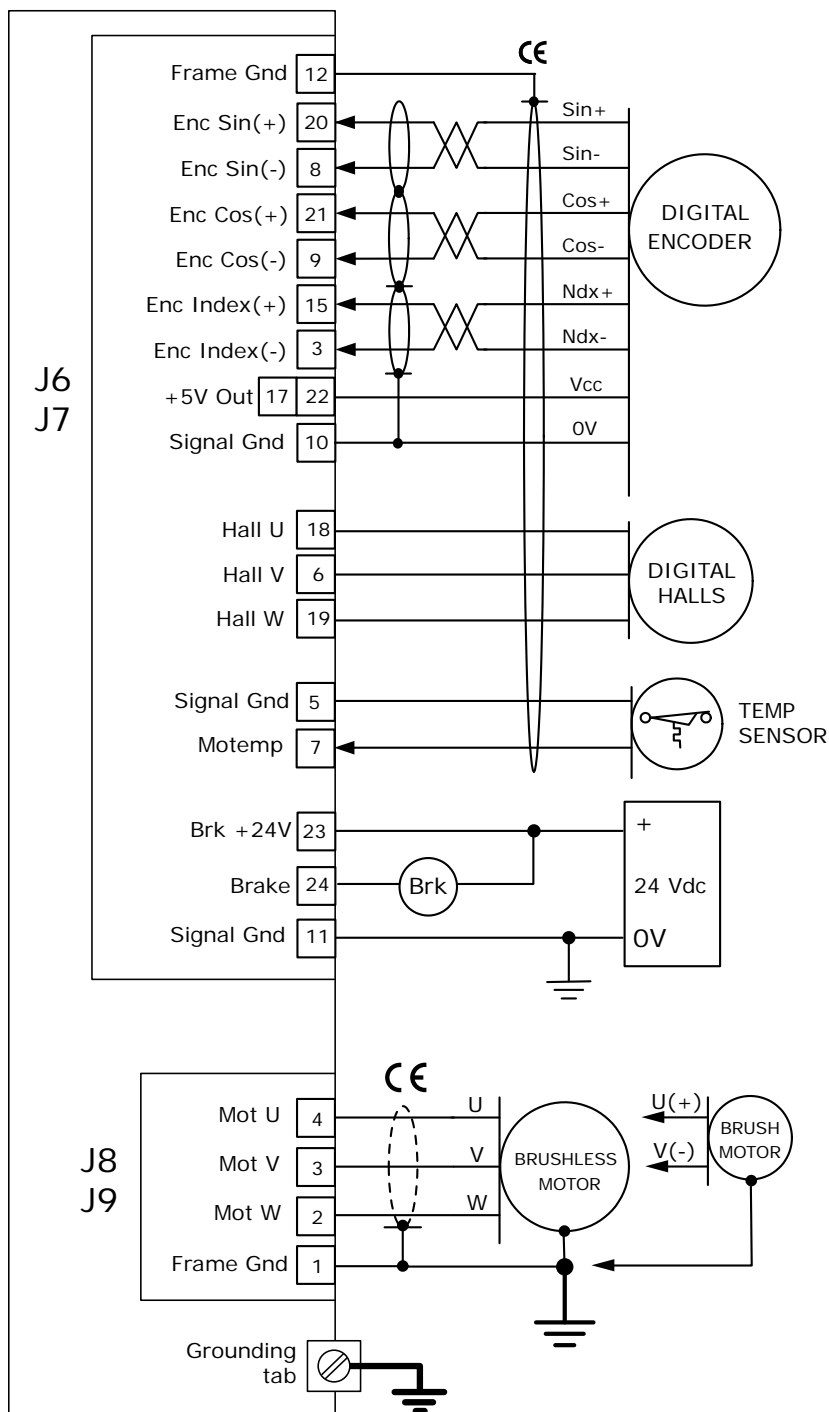 CE
Frame Gnd 12
Enc Sin(+) 20 Sin+
Enc Sin(-) 8 Sin-
Enc Cos(+) 21 Cos+
Enc Cos(-) 9 Cos-
Enc Index(+) 15 Ndx+
Enc Index(-) 3 Ndx-
+5V Out 17 22 Vcc
Signal Gnd 10 0V
DIGITAL
ENCODER
J6
J7
Hall U 18
Hall V 6
Hall W 19
DIGITAL
HALLS
Signal Gnd 5
Motemp 7
TEMP
SENSOR
Brk +24V 23 +
Brake 24 Brk 24 Vdc
Signal Gnd 11 0V
CE
J8
J9
Mot U 4 U
Mot V 3 V
Mot W 2 W
Frame Gnd 1
BRUSHLESS
MOTOR
U(+)
V(-)
BRUSH
MOTOR
Grounding
tab